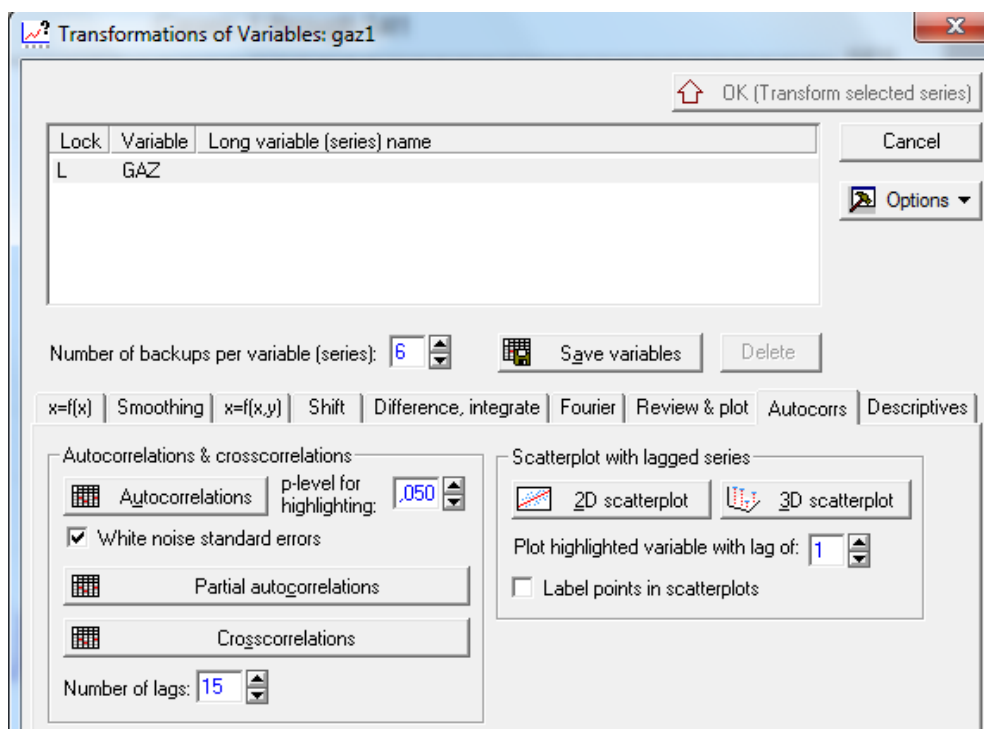 Transformations of Variables: gaz1
OK (Transform selected series)
Lock Variable Long variable (series) name
L GAZ
Cancel
Options
Number of backups per variable (series): 6 Save variables Delete
x=f(x) Smoothing x=f(x,y) Shift Difference, integrate Fourier Review & plot Autocorrs Descriptives
Autocorrelations & crosscorrelations
Autocorrelations p-level for highlighting: ,050
White noise standard errors
Partial autocorrelations
Crosscorrelations
Number of lags: 15
Scatterplot with lagged series
2D scatterplot 3D scatterplot
Plot highlighted variable with lag of: 1
Label points in scatterplots